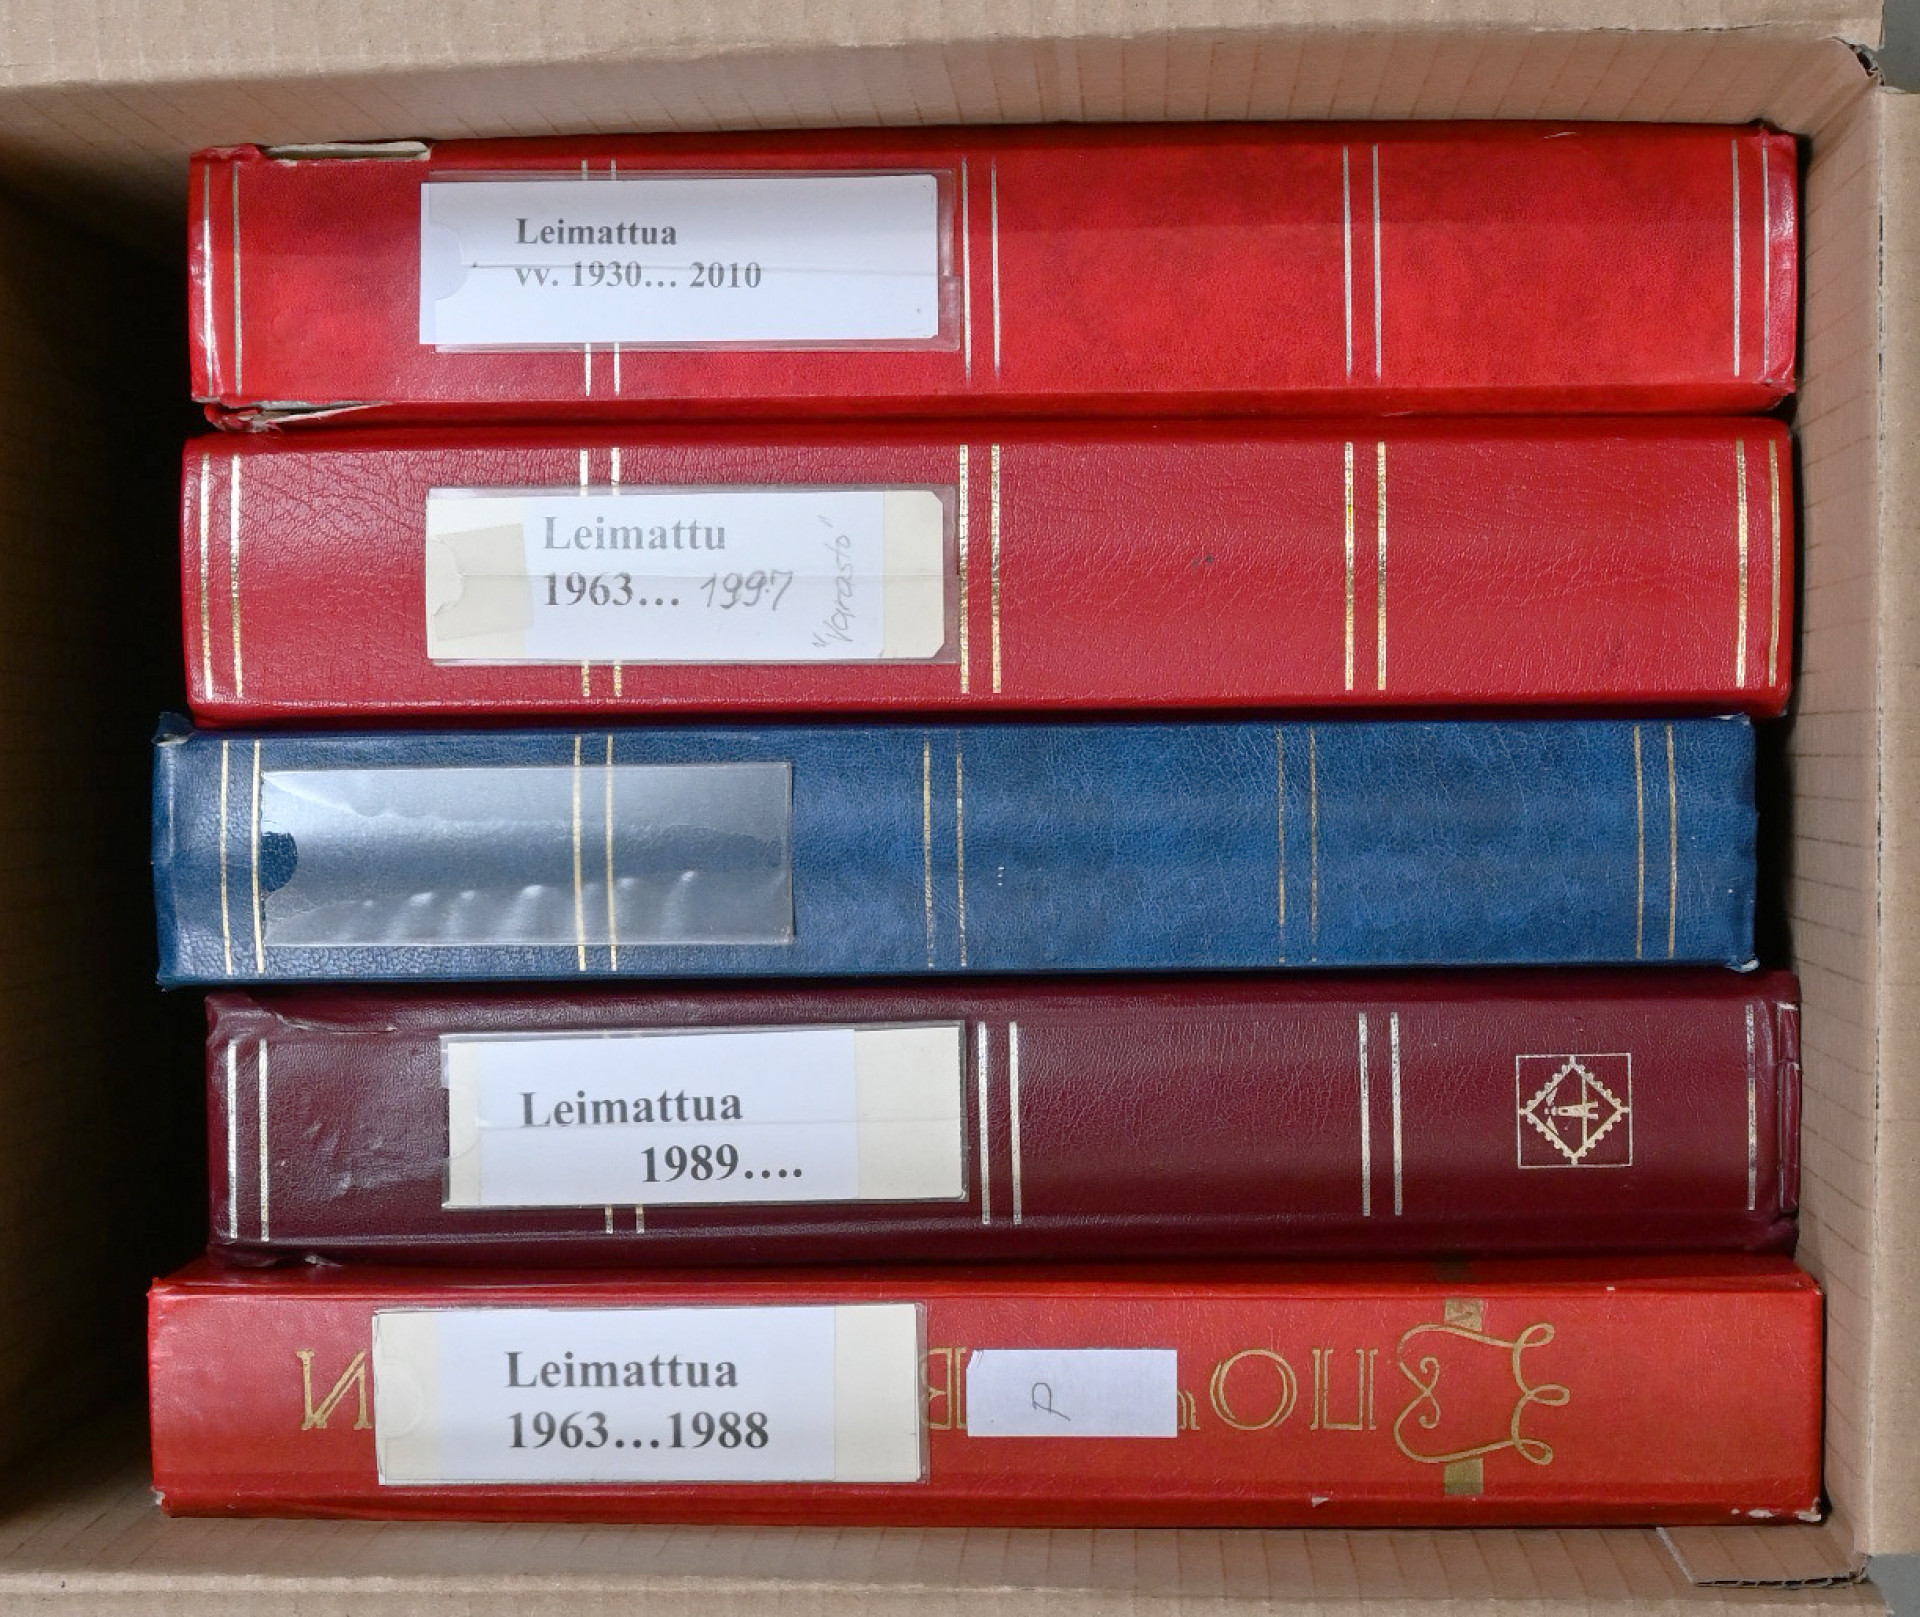 Leimattua
vv. 1930... 2010
Leimattu
1963... 1997
"Varasto"
Leimattua
1989....
Leimattua
1963...1988
P